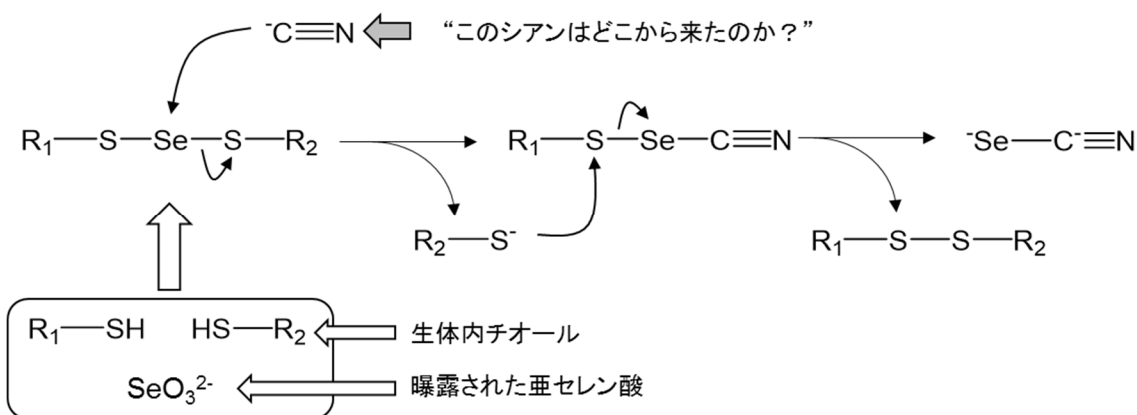 ⁻C≡N “このシアンはどこから来たのか？”
R₁—S—Se—S—R₂
R₁—S—Se—C≡N
⁻Se—C≡N
R₂—S⁻
R₁—S—S—R₂
R₁—SH HS—R₂
生体内チオール
SeO₃²⁻
曝露された亜セレン酸